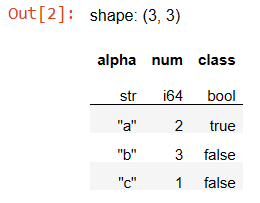 Out[2]: shape: (3, 3)
alpha num class
str i64 bool
"a" 2 true
"b" 3 false
"c" 1 false